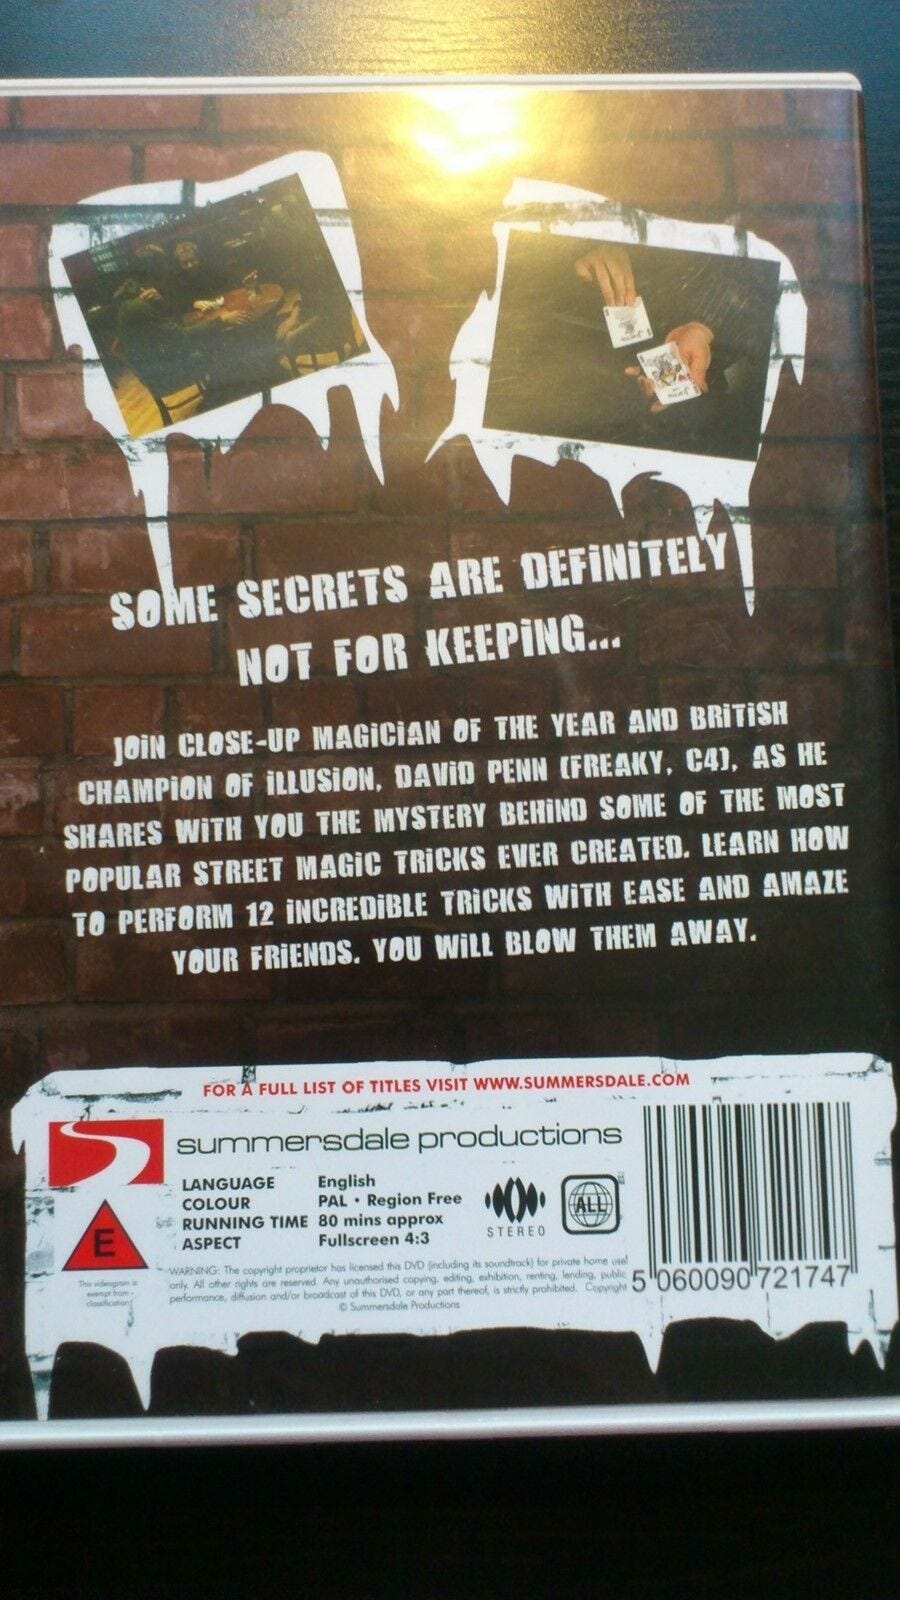 SOME SECRETS ARE DEFINITELY
NOT FOR KEEPING...
JOIN CLOSE-UP MAGICIAN OF THE YEAR AND BRITISH
CHAMPION OF ILLUSION, DAVID PENN (FREAKY, C4), AS HE
SHARES WITH YOU THE MYSTERY BEHIND SOME OF THE MOST
POPULAR STREET MAGIC TRICKS EVER CREATED. LEARN HOW
TO PERFORM 12 INCREDIBLE TRICKS WITH EASE AND AMAZE
YOUR FRIENDS. YOU WILL BLOW THEM AWAY.
FOR A FULL LIST OF TITLES VISIT WWW.SUMMERSDALE.COM
summersdale productions
LANGUAGE English
COLOUR PAL • Region Free
RUNNING TIME 80 mins approx
ASPECT Fullscreen 4:3
STEREO
ALL
E
This videogram is
exempt from
classification
WARNING: The copyright proprietor has licensed this DVD (including its soundtrack) for private home use
only. All other rights are reserved. Any unauthorised copying, editing, exhibition, renting, lending, public
performance, diffusion and/or broadcast of this DVD, or any part thereof, is strictly prohibited. Copyright
© Summersdale Productions
5 060090 721747